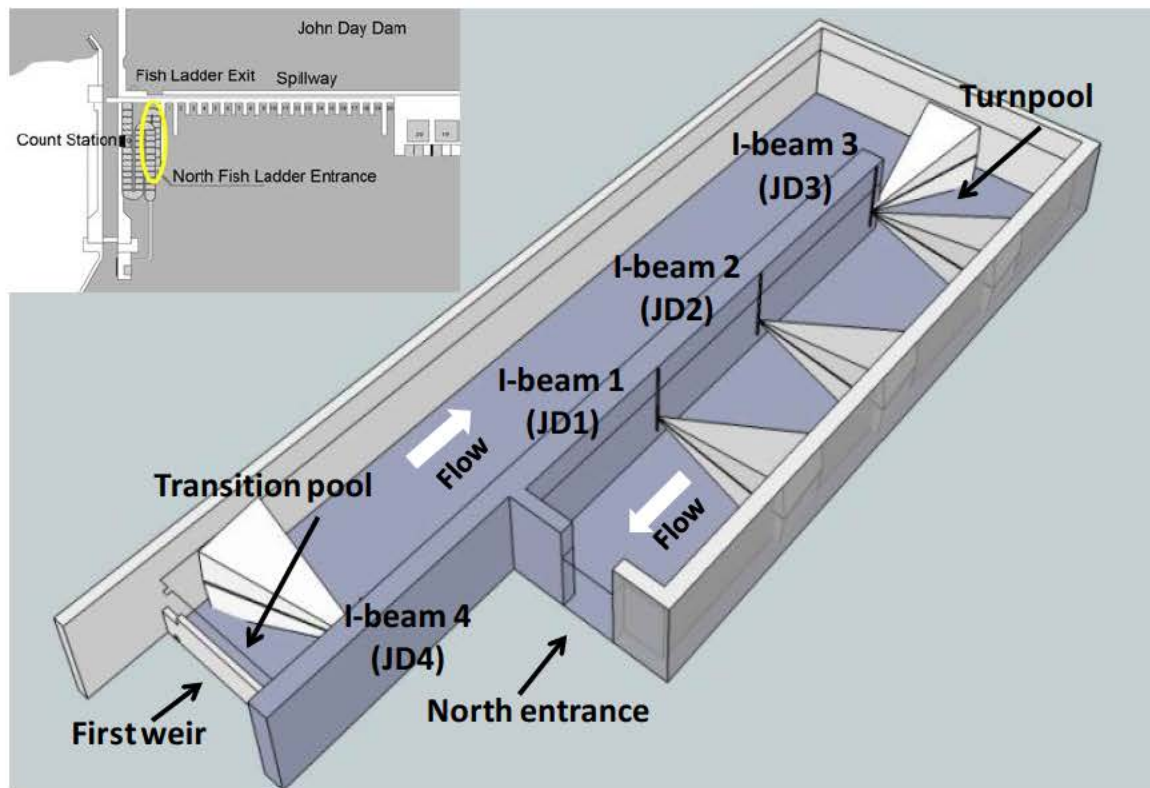 John Day Dam
Fish Ladder Exit
Spillway
Count Station
North Fish Ladder Entrance
Turnpool
I-beam 3
(JD3)
I-beam 2
(JD2)
I-beam 1
(JD1)
Flow
Flow
Transition pool
I-beam 4
(JD4)
North entrance
First weir